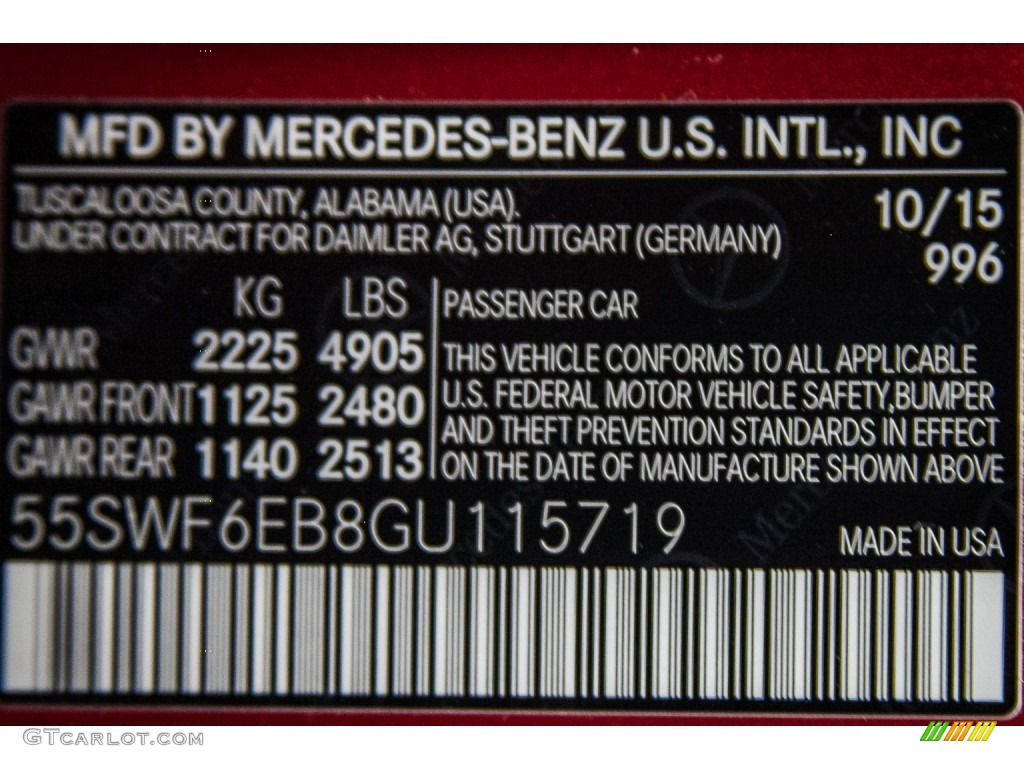 MFD BY MERCEDES-BENZ U.S. INTL., INC
TUSCALOOSA COUNTY, ALABAMA (USA).
UNDER CONTRACT FOR DAIMLER AG, STUTTGART (GERMANY)
10/15
996
KG LBS
GVWR 2225 4905
GAWR FRONT 1125 2480
GAWR REAR 1140 2513
PASSENGER CAR
THIS VEHICLE CONFORMS TO ALL APPLICABLE
U.S. FEDERAL MOTOR VEHICLE SAFETY,BUMPER
AND THEFT PREVENTION STANDARDS IN EFFECT
ON THE DATE OF MANUFACTURE SHOWN ABOVE
55SWF6EB8GU115719
MADE IN USA
GTcarlot.com